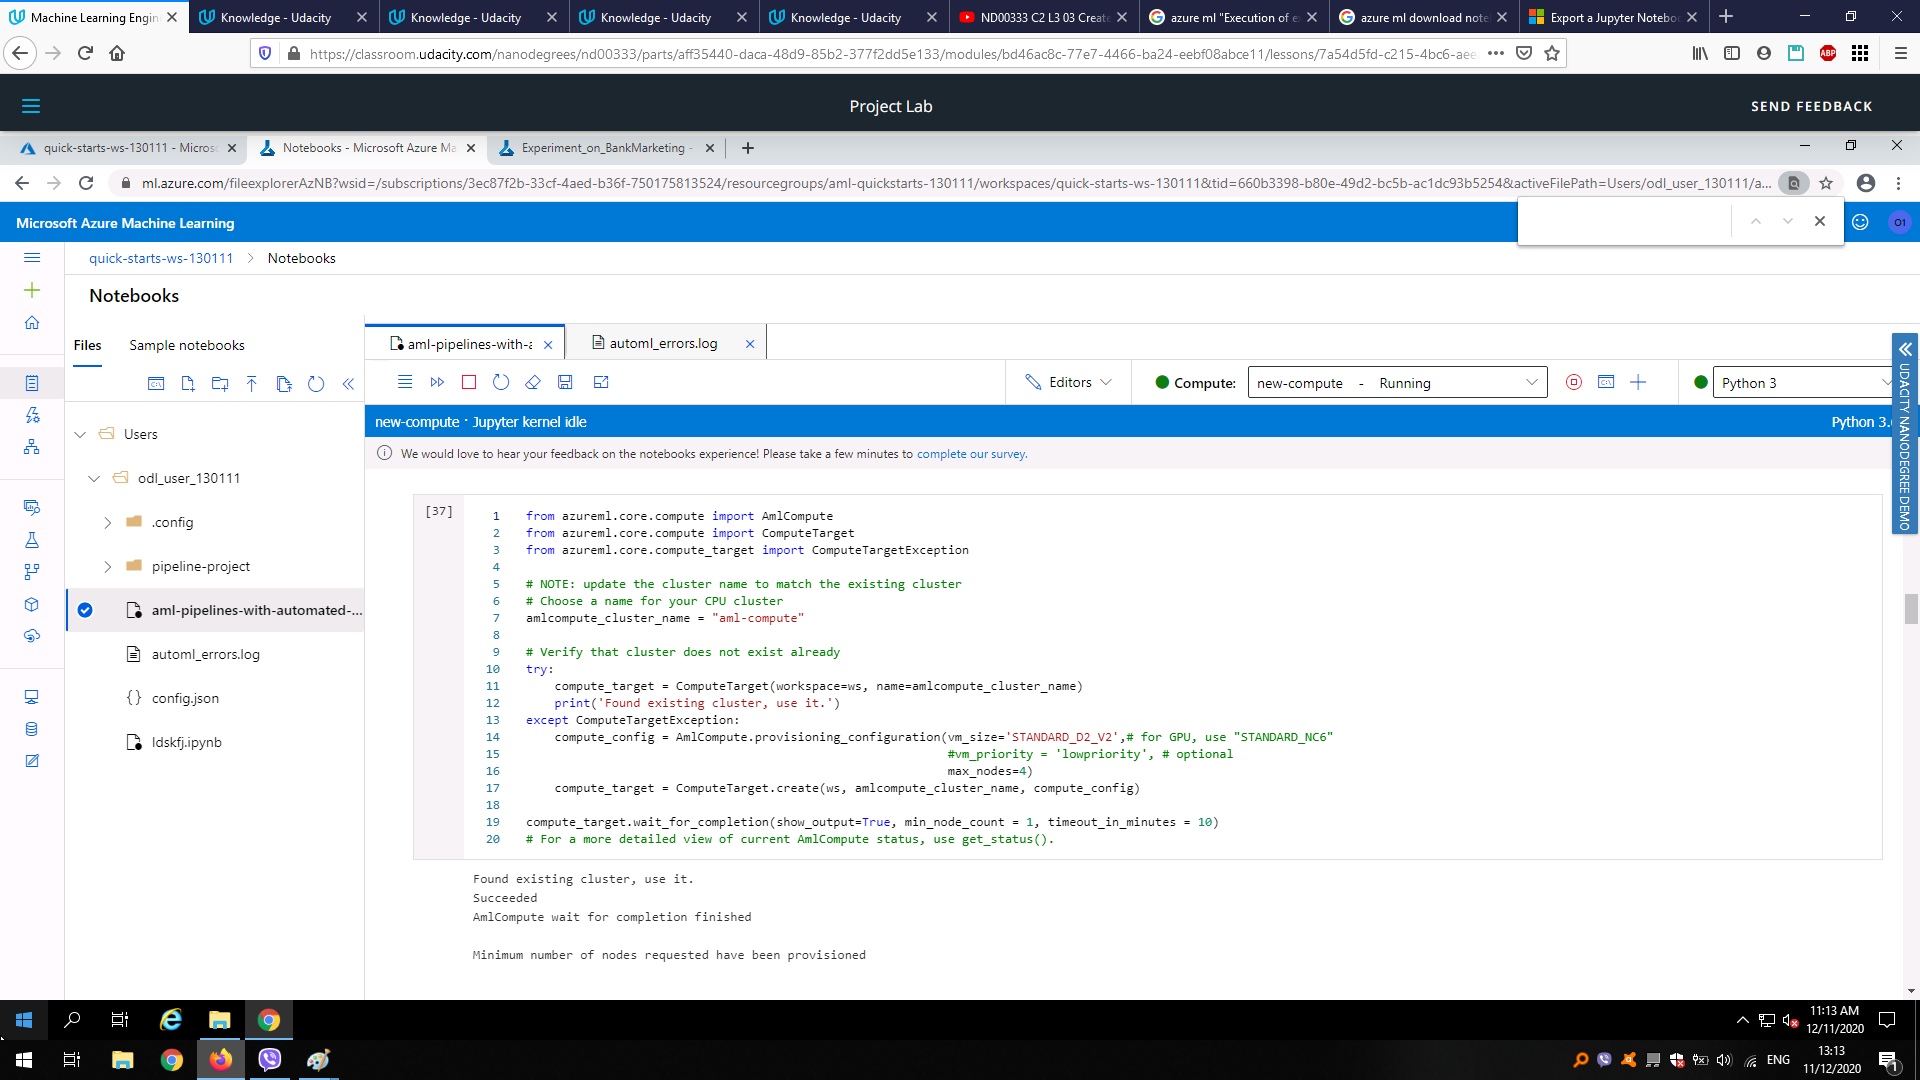 Machine Learning Engin
Knowledge - Udacity
Knowledge - Udacity
Knowledge - Udacity
Knowledge - Udacity
ND00333 C2 L3 03 Create
azure ml "Execution of e
azure ml download note
Export a Jupyter Notebo
https://classroom.udacity.com/nanodegrees/nd00333/parts/aff35440-daca-48d9-85b2-377f2dd5e133/modules/bd46ac8c-77e7-4466-ba24-eebf08abce11/lessons/7a54d5fd-c215-4bc6-aee
ABP
Project Lab
SEND FEEDBACK
quick-starts-ws-130111 - Micros
Notebooks - Microsoft Azure Ma
Experiment_on_BankMarketing -
ml.azure.com/fileexplorerAzNB?wsid=/subscriptions/3ec87f2b-33cf-4aed-b36f-750175813524/resourcegroups/aml-quickstarts-130111/workspaces/quick-starts-ws-130111&tid=660b3398-b80e-49d2-bc5b-ac1dc93b5254&activeFilePath=Users/odl_user_130111/a...
Microsoft Azure Machine Learning
O1
quick-starts-ws-130111 > Notebooks
Notebooks
Files
Sample notebooks
aml-pipelines-with-a
automl_errors.log
Editors
Compute:
new-compute - Running
Python 3
new-compute · Jupyter kernel idle
Python 3.
We would love to hear your feedback on the notebooks experience! Please take a few minutes to complete our survey.
UDACITY NANODEGREE DEMO
Users
odl_user_130111
.config
pipeline-project
aml-pipelines-with-automated-...
automl_errors.log
{} config.json
ldskfj.ipynb
[37]
1 from azureml.core.compute import AmlCompute
2 from azureml.core.compute import ComputeTarget
3 from azureml.core.compute_target import ComputeTargetException
4
5 # NOTE: update the cluster name to match the existing cluster
6 # Choose a name for your CPU cluster
7 amlcompute_cluster_name = "aml-compute"
8
9 # Verify that cluster does not exist already
10 try:
11 compute_target = ComputeTarget(workspace=ws, name=amlcompute_cluster_name)
12 print('Found existing cluster, use it.')
13 except ComputeTargetException:
14 compute_config = AmlCompute.provisioning_configuration(vm_size='STANDARD_D2_V2',# for GPU, use "STANDARD_NC6"
15 #vm_priority = 'lowpriority', # optional
16 max_nodes=4)
17 compute_target = ComputeTarget.create(ws, amlcompute_cluster_name, compute_config)
18
19 compute_target.wait_for_completion(show_output=True, min_node_count = 1, timeout_in_minutes = 10)
20 # For a more detailed view of current AmlCompute status, use get_status().
Found existing cluster, use it.
Succeeded
AmlCompute wait for completion finished
Minimum number of nodes requested have been provisioned
11:13 AM
12/11/2020
ENG
13:13
11/12/2020
1